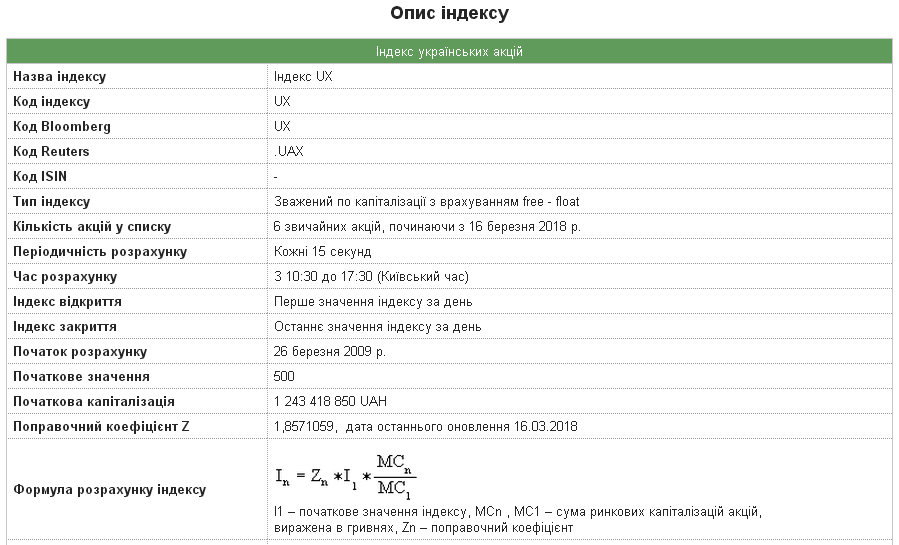 Опис індексу
Індекс українських акцій
Назва індексу Індекс UX
Код індексу UX
Код Bloomberg UX
Код Reuters .UAX
Код ISIN -
Тип індексу Зважений по капіталізації з врахуванням free - float
Кількість акцій у списку 6 звичайних акцій, починаючи з 16 березня 2018 р.
Періодичність розрахунку Кожні 15 секунд
Час розрахунку З 10:30 до 17:30 (Київський час)
Індекс відкриття Перше значення індексу за день
Індекс закриття Останнє значення індексу за день
Початок розрахунку 26 березня 2009 р.
Початкове значення 500
Початкова капіталізація 1 243 418 850 UAH
Поправочний коефіцієнт Z 1,8571059, дата останнього оновлення 16.03.2018
Формула розрахунку індексу In = Zn * I1 * MCn / MC1
I1 – початкове значення індексу, MCn , MC1 – сума ринкових капіталізацій акцій,
виражена в гривнях, Zn – поправочний коефіцієнт